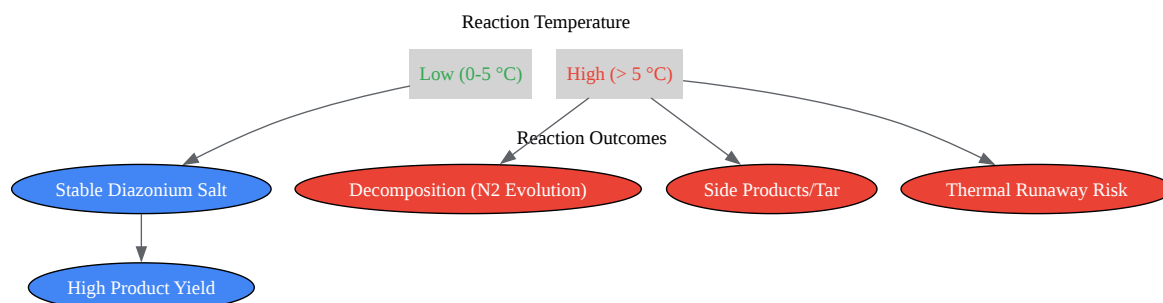 Reaction Temperature
Low (0-5 °C)
High (> 5 °C)
Reaction Outcomes
Stable Diazonium Salt
Decomposition (N2 Evolution)
Side Products/Tar
Thermal Runaway Risk
High Product Yield